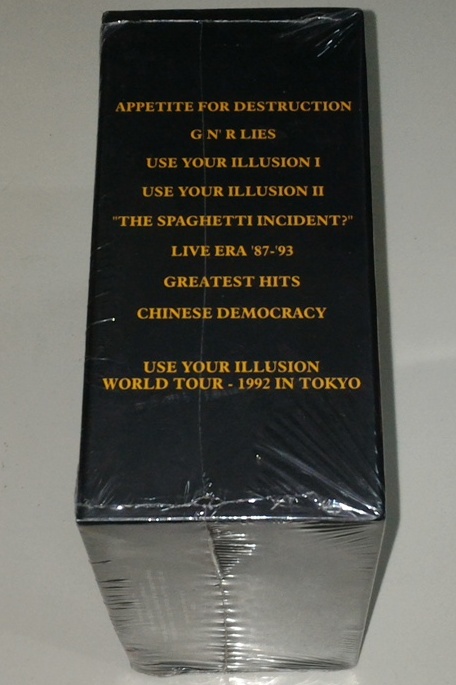 APPETITE FOR DESTRUCTION
G N' R LIES
USE YOUR ILLUSION I
USE YOUR ILLUSION II
"THE SPAGHETTI INCIDENT?"
LIVE ERA '87-'93
GREATEST HITS
CHINESE DEMOCRACY
USE YOUR ILLUSION
WORLD TOUR - 1992 IN TOKYO